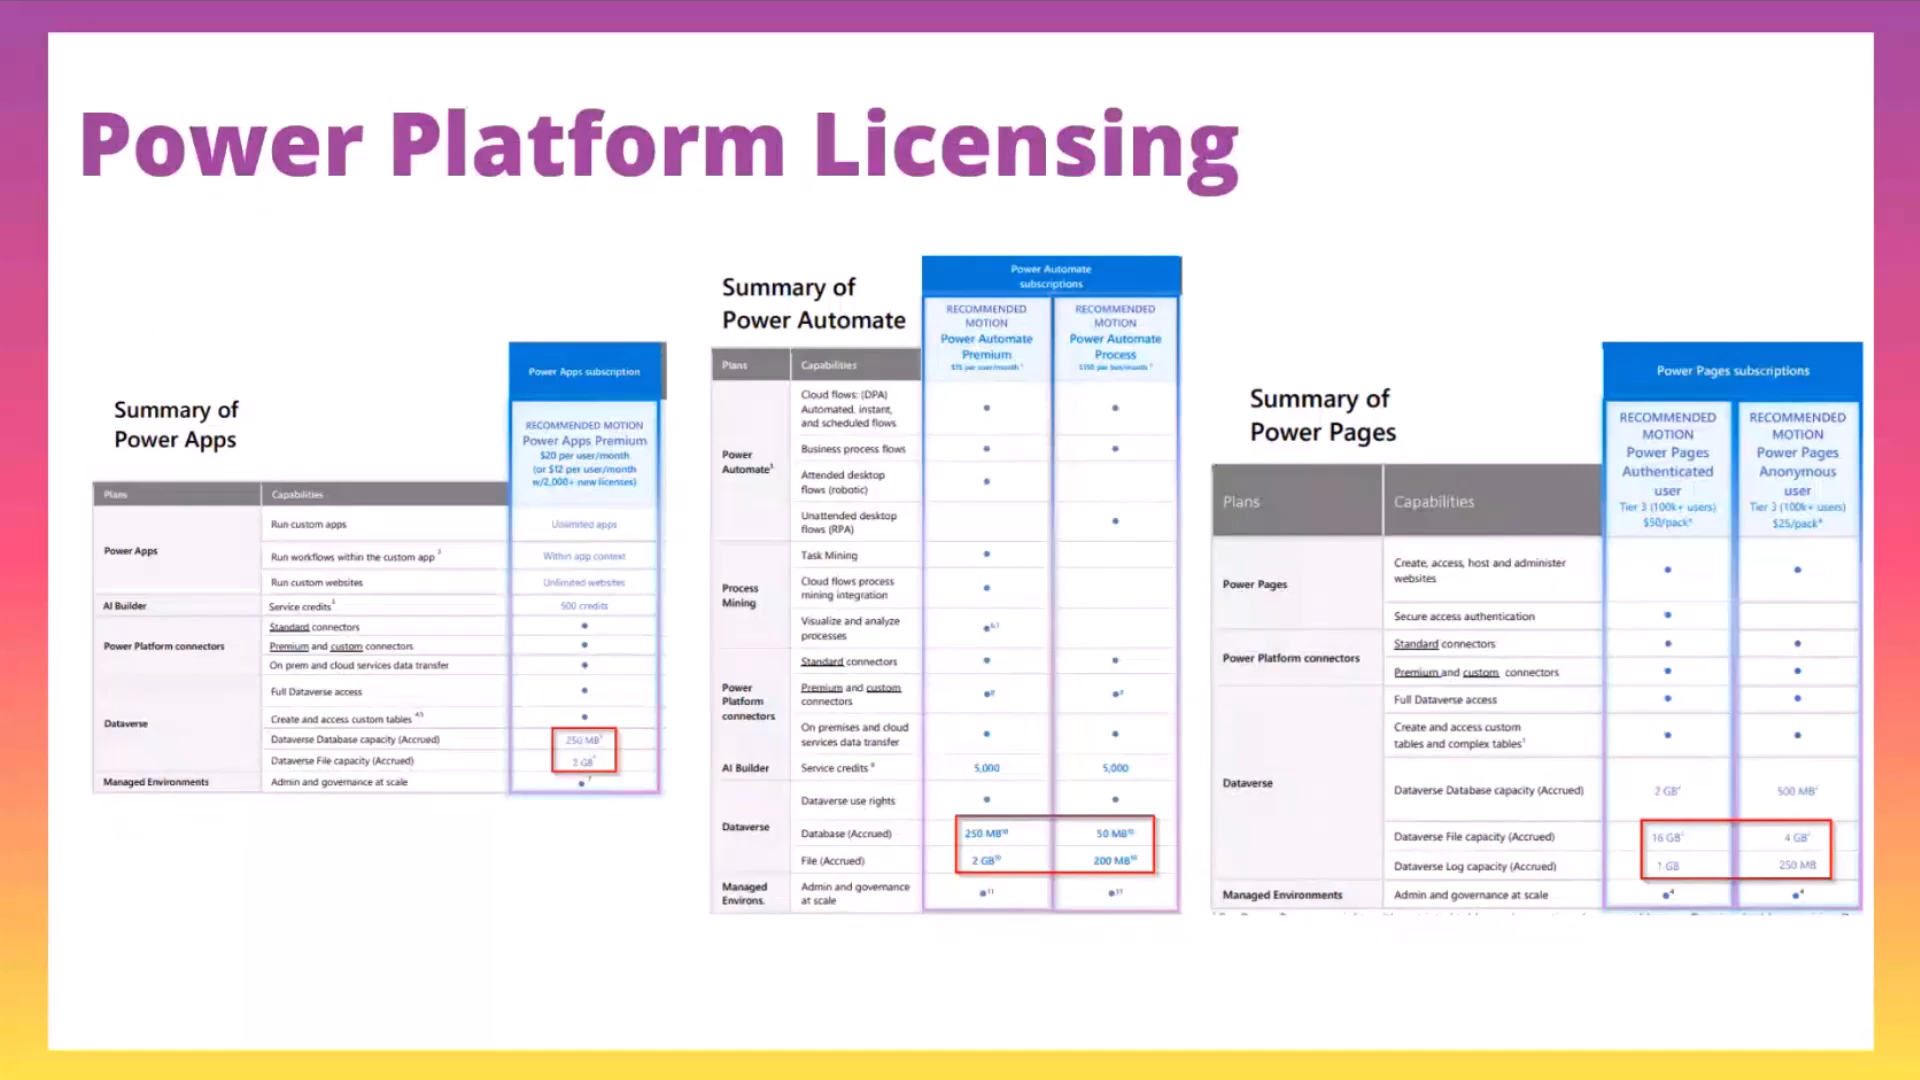 Power Platform Licensing
Summary of
Power Apps
Power Apps subscription
RECOMMENDED MOTION
Power Apps Premium
$20 per user/month
(or $12 per user/month
w/2,000+ new licenses)
Plans Capabilities
Power Apps
Run custom apps Unlimited apps
Run workflows within the custom app Within app context
Run custom websites Unlimited websites
AI Builder Service credits 500 credits
Power Platform connectors
Standard connectors •
Premium and custom connectors •
On prem and cloud services data transfer •
Dataverse
Full Dataverse access •
Create and access custom tables •
Dataverse Database capacity (Accrued) 250 MB
Dataverse File capacity (Accrued) 2 GB
Managed Environments Admin and governance at scale •7
Summary of
Power Automate
Power Automate
subscriptions
RECOMMENDED
MOTION
Power Automate
Premium
RECOMMENDED
MOTION
Power Automate
Process
Plans Capabilities
Power
Automate
Cloud flows: (DPA)
Automated, instant,
and scheduled flows • •
Business process flows • •
Attended desktop
flows (robotic) •
Unattended desktop
flows (RPA) •
Process
Mining
Task Mining •
Cloud flows process
mining integration •
Visualize and analyze
processes •
Power
Platform
connectors
Standard connectors • •
Premium and custom
connectors • •
On premises and cloud
services data transfer • •
AI Builder Service credits 5,000 5,000
Dataverse
Dataverse use rights • •
Database (Accrued) 250 MB10 50 MB10
File (Accrued) 2 GB10 200 MB10
Managed
Environs.
Admin and governance
at scale •11 •11
Summary of
Power Pages
Power Pages subscriptions
RECOMMENDED
MOTION
Power Pages
Authenticated
user
Tier 3 (100k+ users)
$50/pack
RECOMMENDED
MOTION
Power Pages
Anonymous
user
Tier 3 (100k+ users)
$25/pack
Plans Capabilities
Power Pages
Create, access, host and administer
websites • •
Secure access authentication •
Power Platform connectors
Standard connectors • •
Premium and custom connectors • •
Dataverse
Full Dataverse access • •
Create and access custom
tables and complex tables • •
Dataverse Database capacity (Accrued) 2 GB 500 MB
Dataverse File capacity (Accrued) 16 GB 4 GB
Dataverse Log capacity (Accrued) 1 GB 250 MB
Managed Environments Admin and governance at scale •4 •4